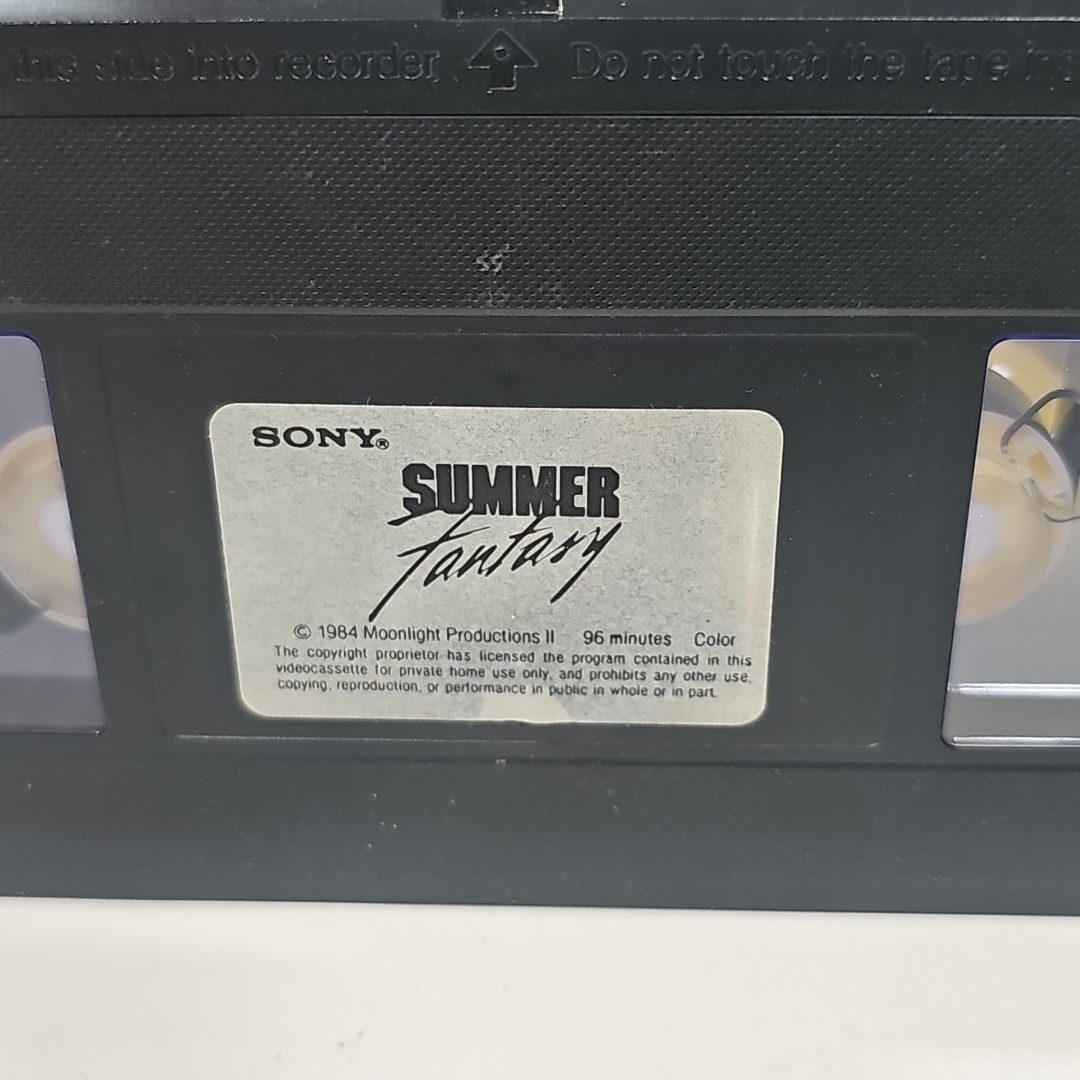 this side into recorder Do not touch the tape ins
SONY®
SUMMER
fantasy
© 1984 Moonlight Productions II 96 minutes Color
The copyright proprietor has licensed the program contained in this
videocassette for private home use only, and prohibits any other use,
copying, reproduction, or performance in public in whole or in part.